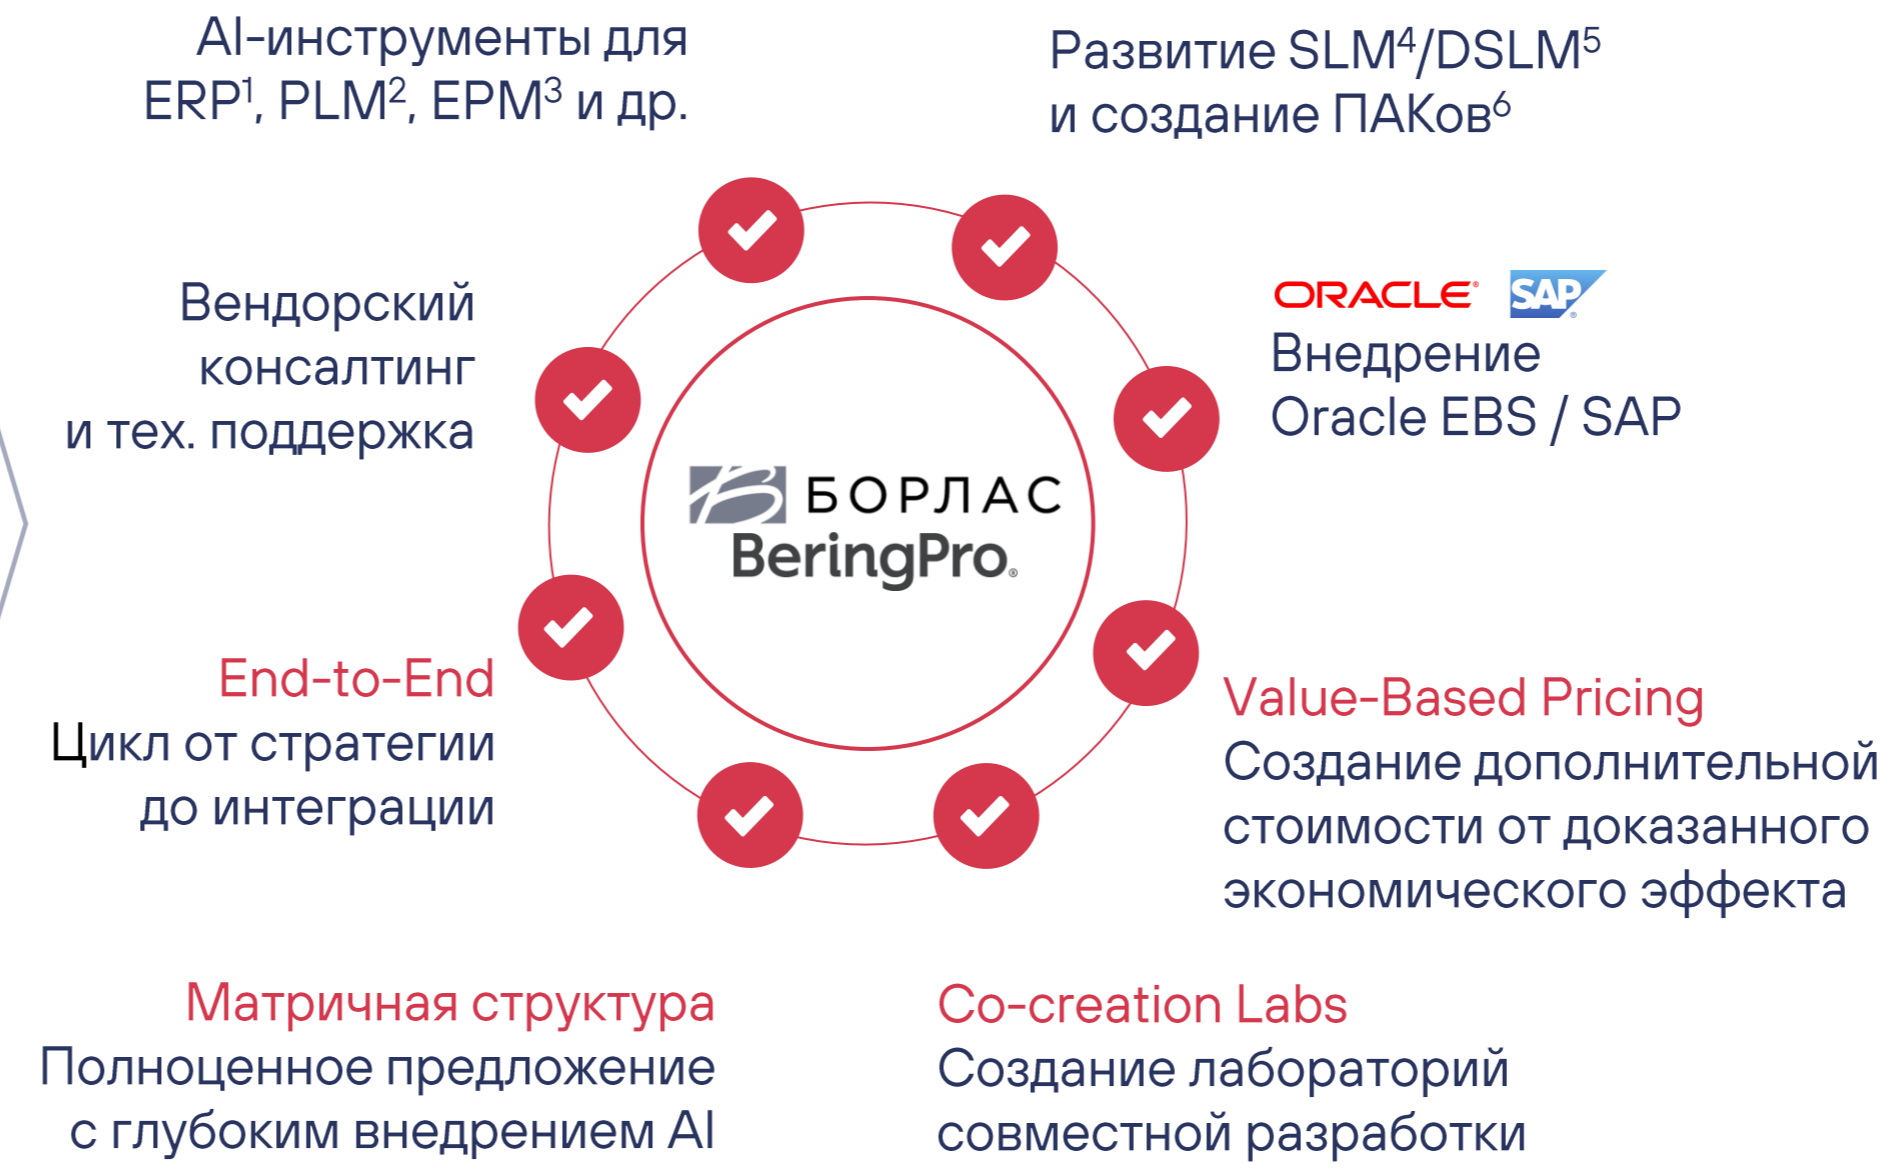 AI-инструменты для
ERP¹, PLM², EPM³ и др.
Развитие SLM⁴/DSLM⁵
и создание ПАКов⁶
Вендорский
консалтинг
и тех. поддержка
ORACLE® SAP®
Внедрение
Oracle EBS / SAP
БОРЛАС
BeringPro®
End-to-End
Цикл от стратегии
до интеграции
Value-Based Pricing
Создание дополнительной
стоимости от доказанного
экономического эффекта
Матричная структура
Полноценное предложение
с глубоким внедрением AI
Co-creation Labs
Создание лабораторий
совместной разработки